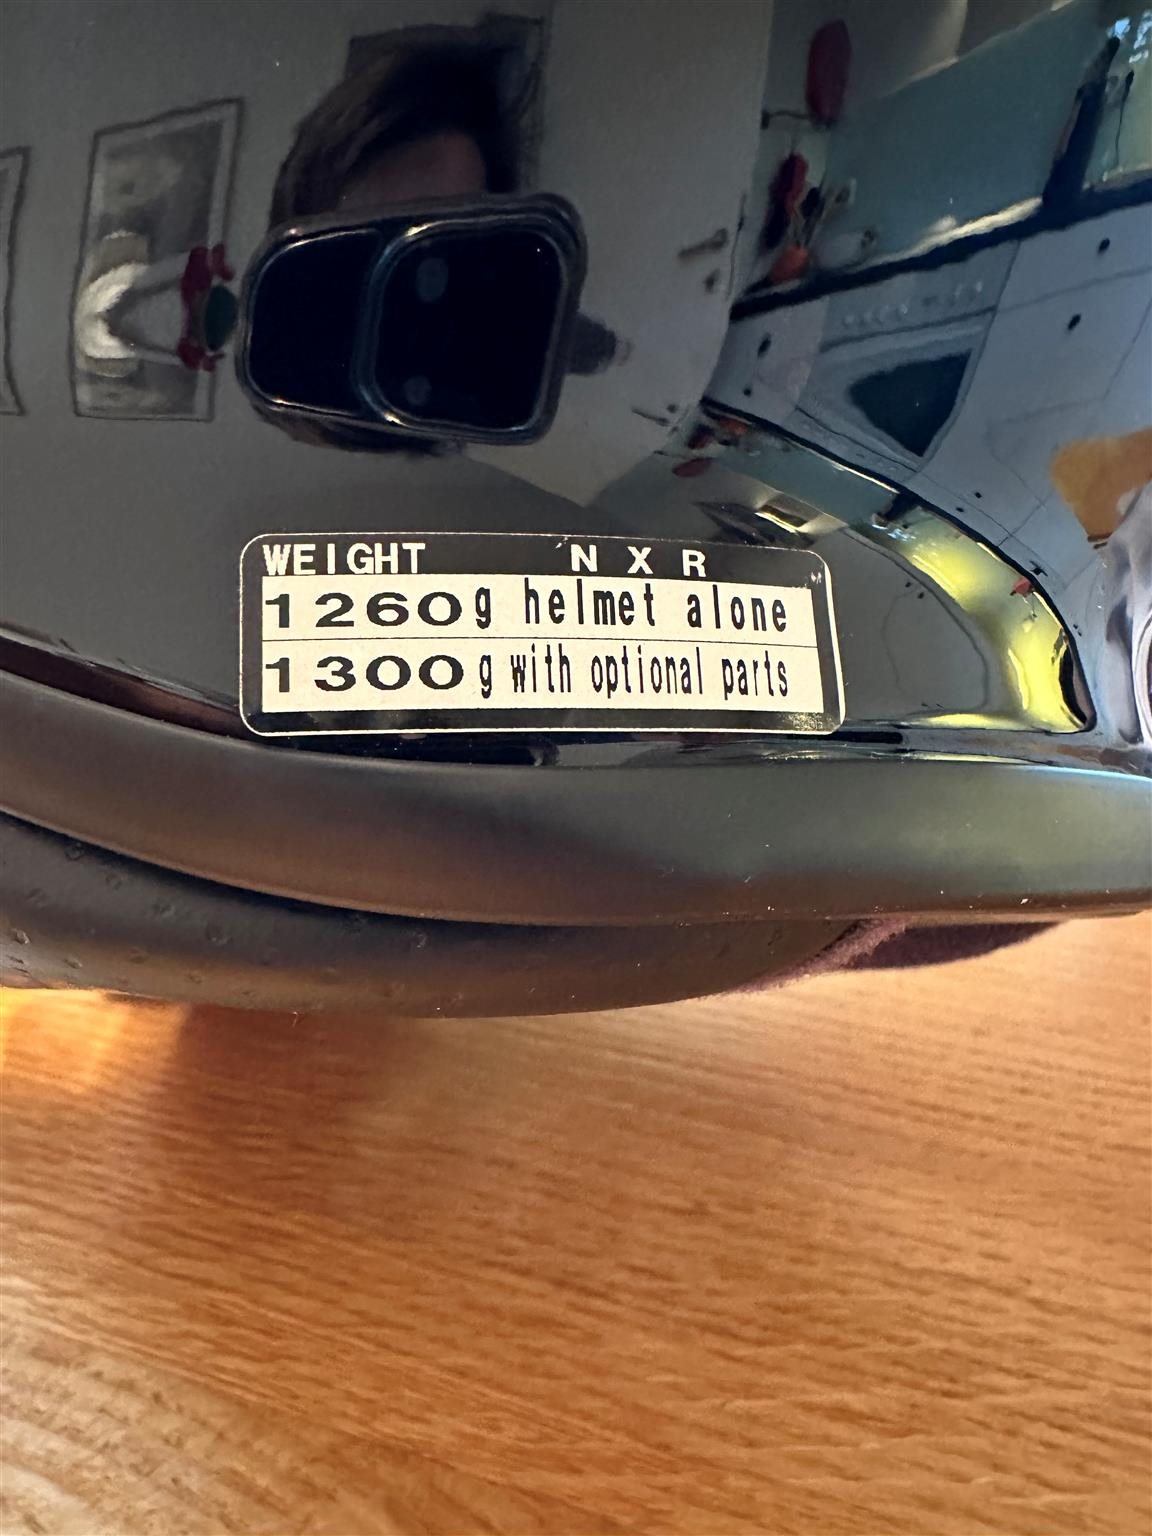 WEIGHT NXR
1260g helmet alone
1300g with optional parts